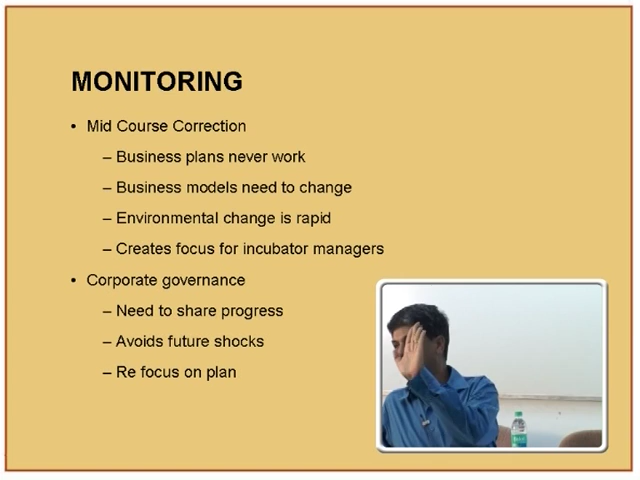 MONITORING
• Mid Course Correction
– Business plans never work
– Business models need to change
– Environmental change is rapid
– Creates focus for incubator managers
• Corporate governance
– Need to share progress
– Avoids future shocks
– Re focus on plan